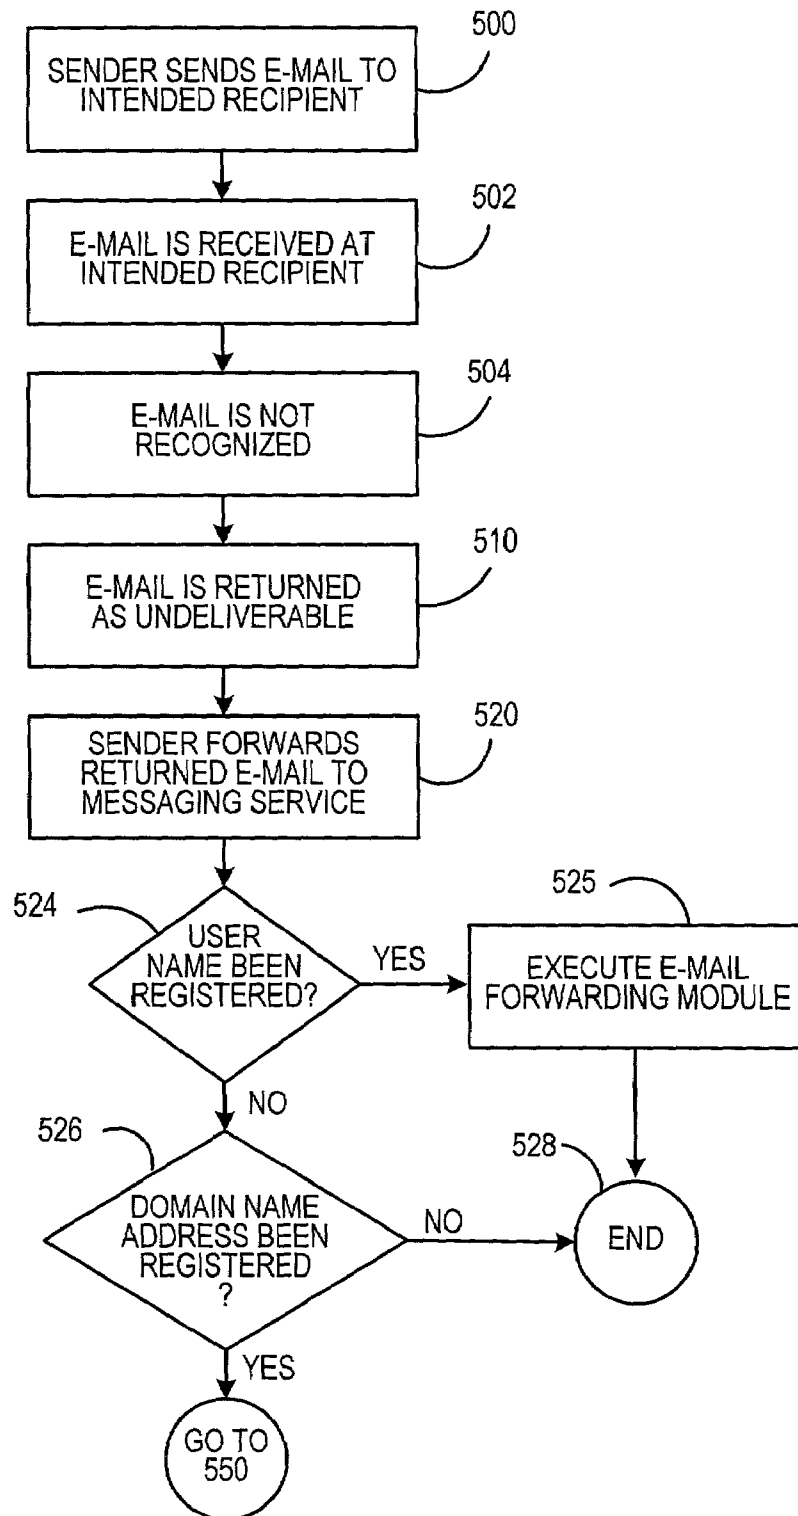 500
SENDER SENDS E-MAIL TO
INTENDED RECIPIENT
502
E-MAIL IS RECEIVED AT
INTENDED RECIPIENT
504
E-MAIL IS NOT
RECOGNIZED
510
E-MAIL IS RETURNED
AS UNDELIVERABLE
520
SENDER FORWARDS
RETURNED E-MAIL TO
MESSAGING SERVICE
524
USER
NAME BEEN
REGISTERED?
YES
525
EXECUTE E-MAIL
FORWARDING MODULE
NO
526
DOMAIN NAME
ADDRESS BEEN
REGISTERED
?
NO
528
END
YES
GO TO
550